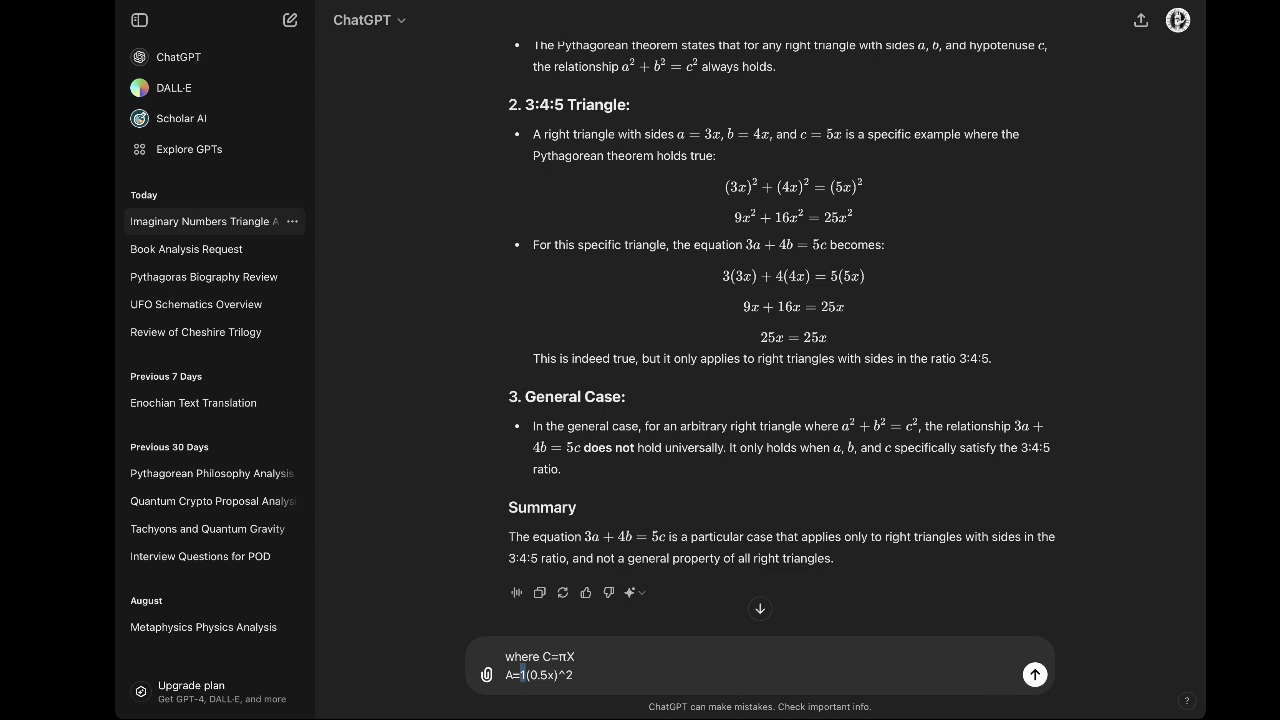 ChatGPT
ChatGPT
DALL·E
Scholar AI
Explore GPTs
Today
Imaginary Numbers Triangle A
Book Analysis Request
Pythagoras Biography Review
UFO Schematics Overview
Review of Cheshire Trilogy
Previous 7 Days
Enochian Text Translation
Previous 30 Days
Pythagorean Philosophy Analysis
Quantum Crypto Proposal Analysi
Tachyons and Quantum Gravity
Interview Questions for POD
August
Metaphysics Physics Analysis
Upgrade plan
Get GPT-4, DALL·E, and more
• The Pythagorean theorem states that for any right triangle with sides a, b, and hypotenuse c,
the relationship a² + b² = c² always holds.
2. 3:4:5 Triangle:
• A right triangle with sides a = 3x, b = 4x, and c = 5x is a specific example where the
Pythagorean theorem holds true:
(3x)² + (4x)² = (5x)²
9x² + 16x² = 25x²
• For this specific triangle, the equation 3a + 4b = 5c becomes:
3(3x) + 4(4x) = 5(5x)
9x + 16x = 25x
25x = 25x
This is indeed true, but it only applies to right triangles with sides in the ratio 3:4:5.
3. General Case:
• In the general case, for an arbitrary right triangle where a² + b² = c², the relationship 3a +
4b = 5c does not hold universally. It only holds when a, b, and c specifically satisfy the 3:4:5
ratio.
Summary
The equation 3a + 4b = 5c is a particular case that applies only to right triangles with sides in the
3:4:5 ratio, and not a general property of all right triangles.
where C=πX
A=1(0.5x)^2
ChatGPT can make mistakes. Check important info.
?